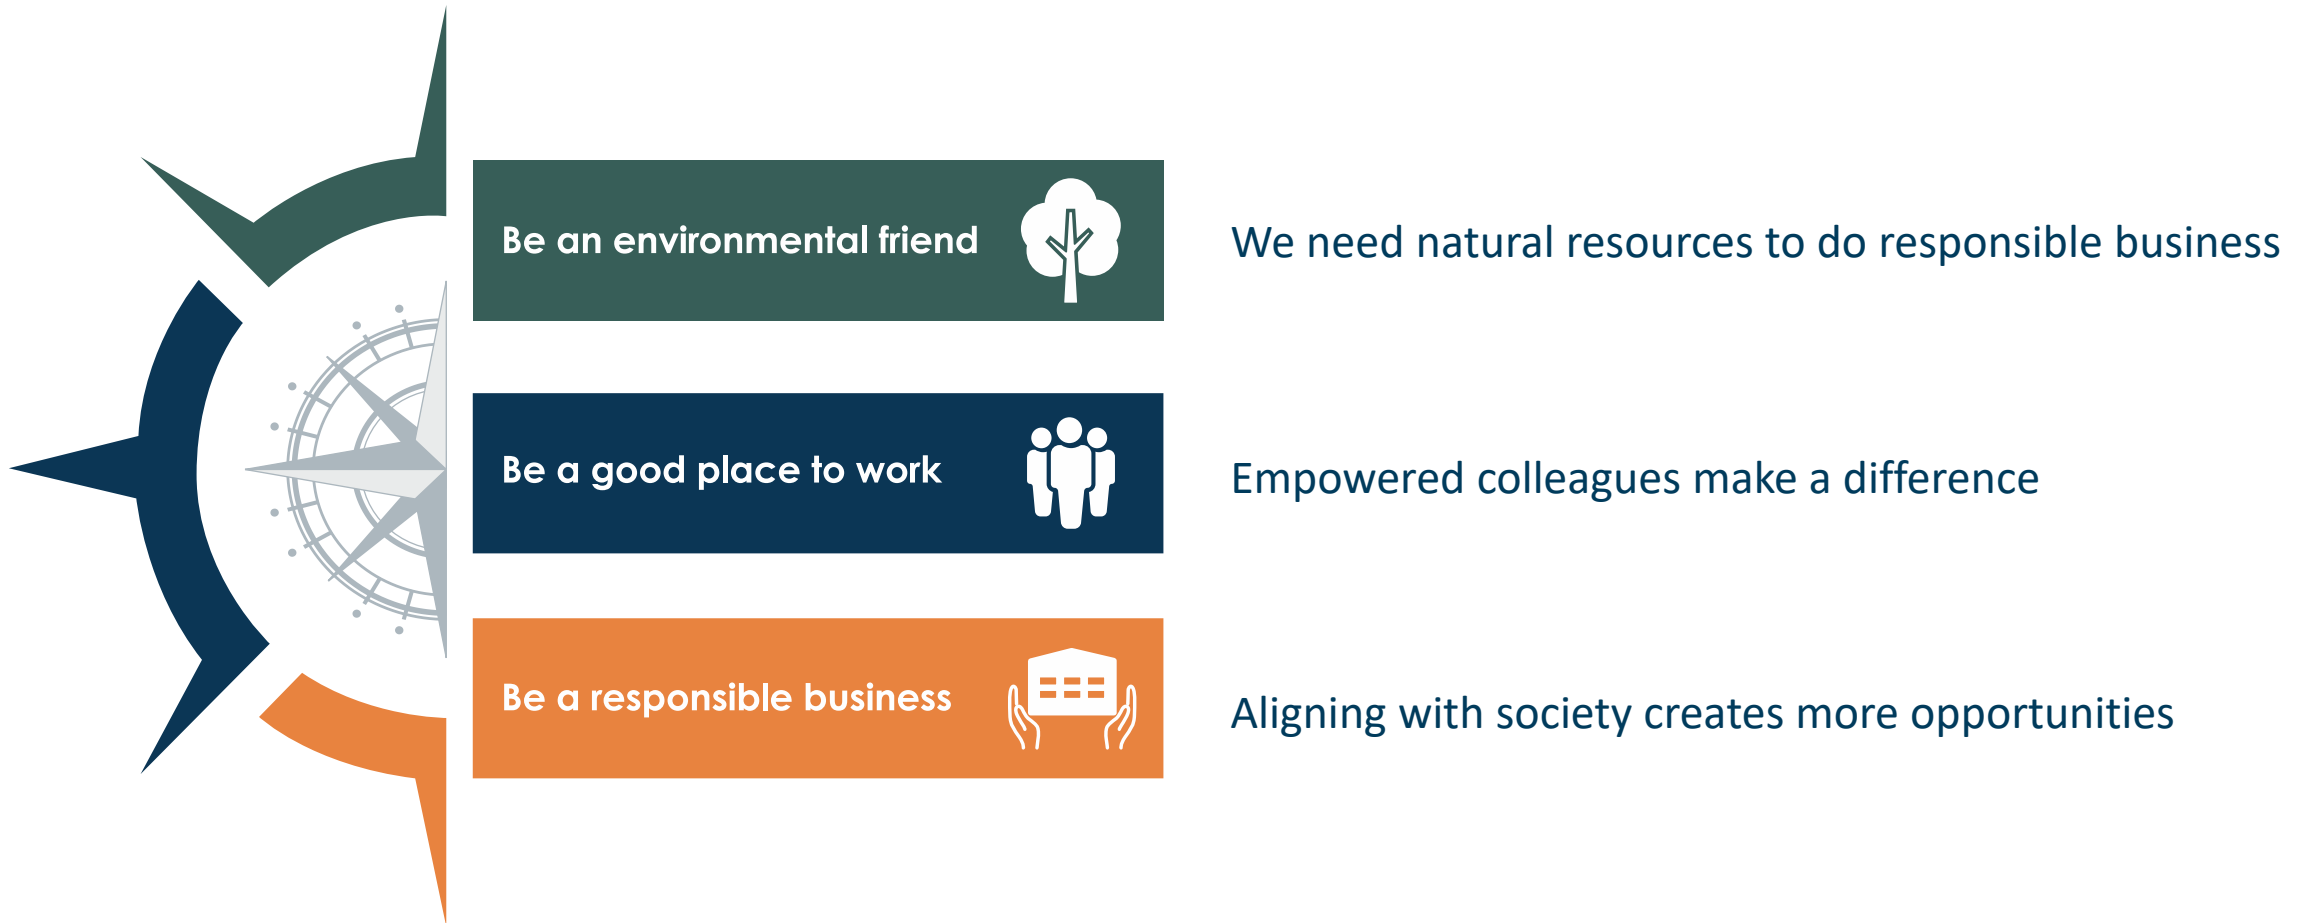 Be an environmental friend
We need natural resources to do responsible business
Be a good place to work
Empowered colleagues make a difference
Be a responsible business
Aligning with society creates more opportunities